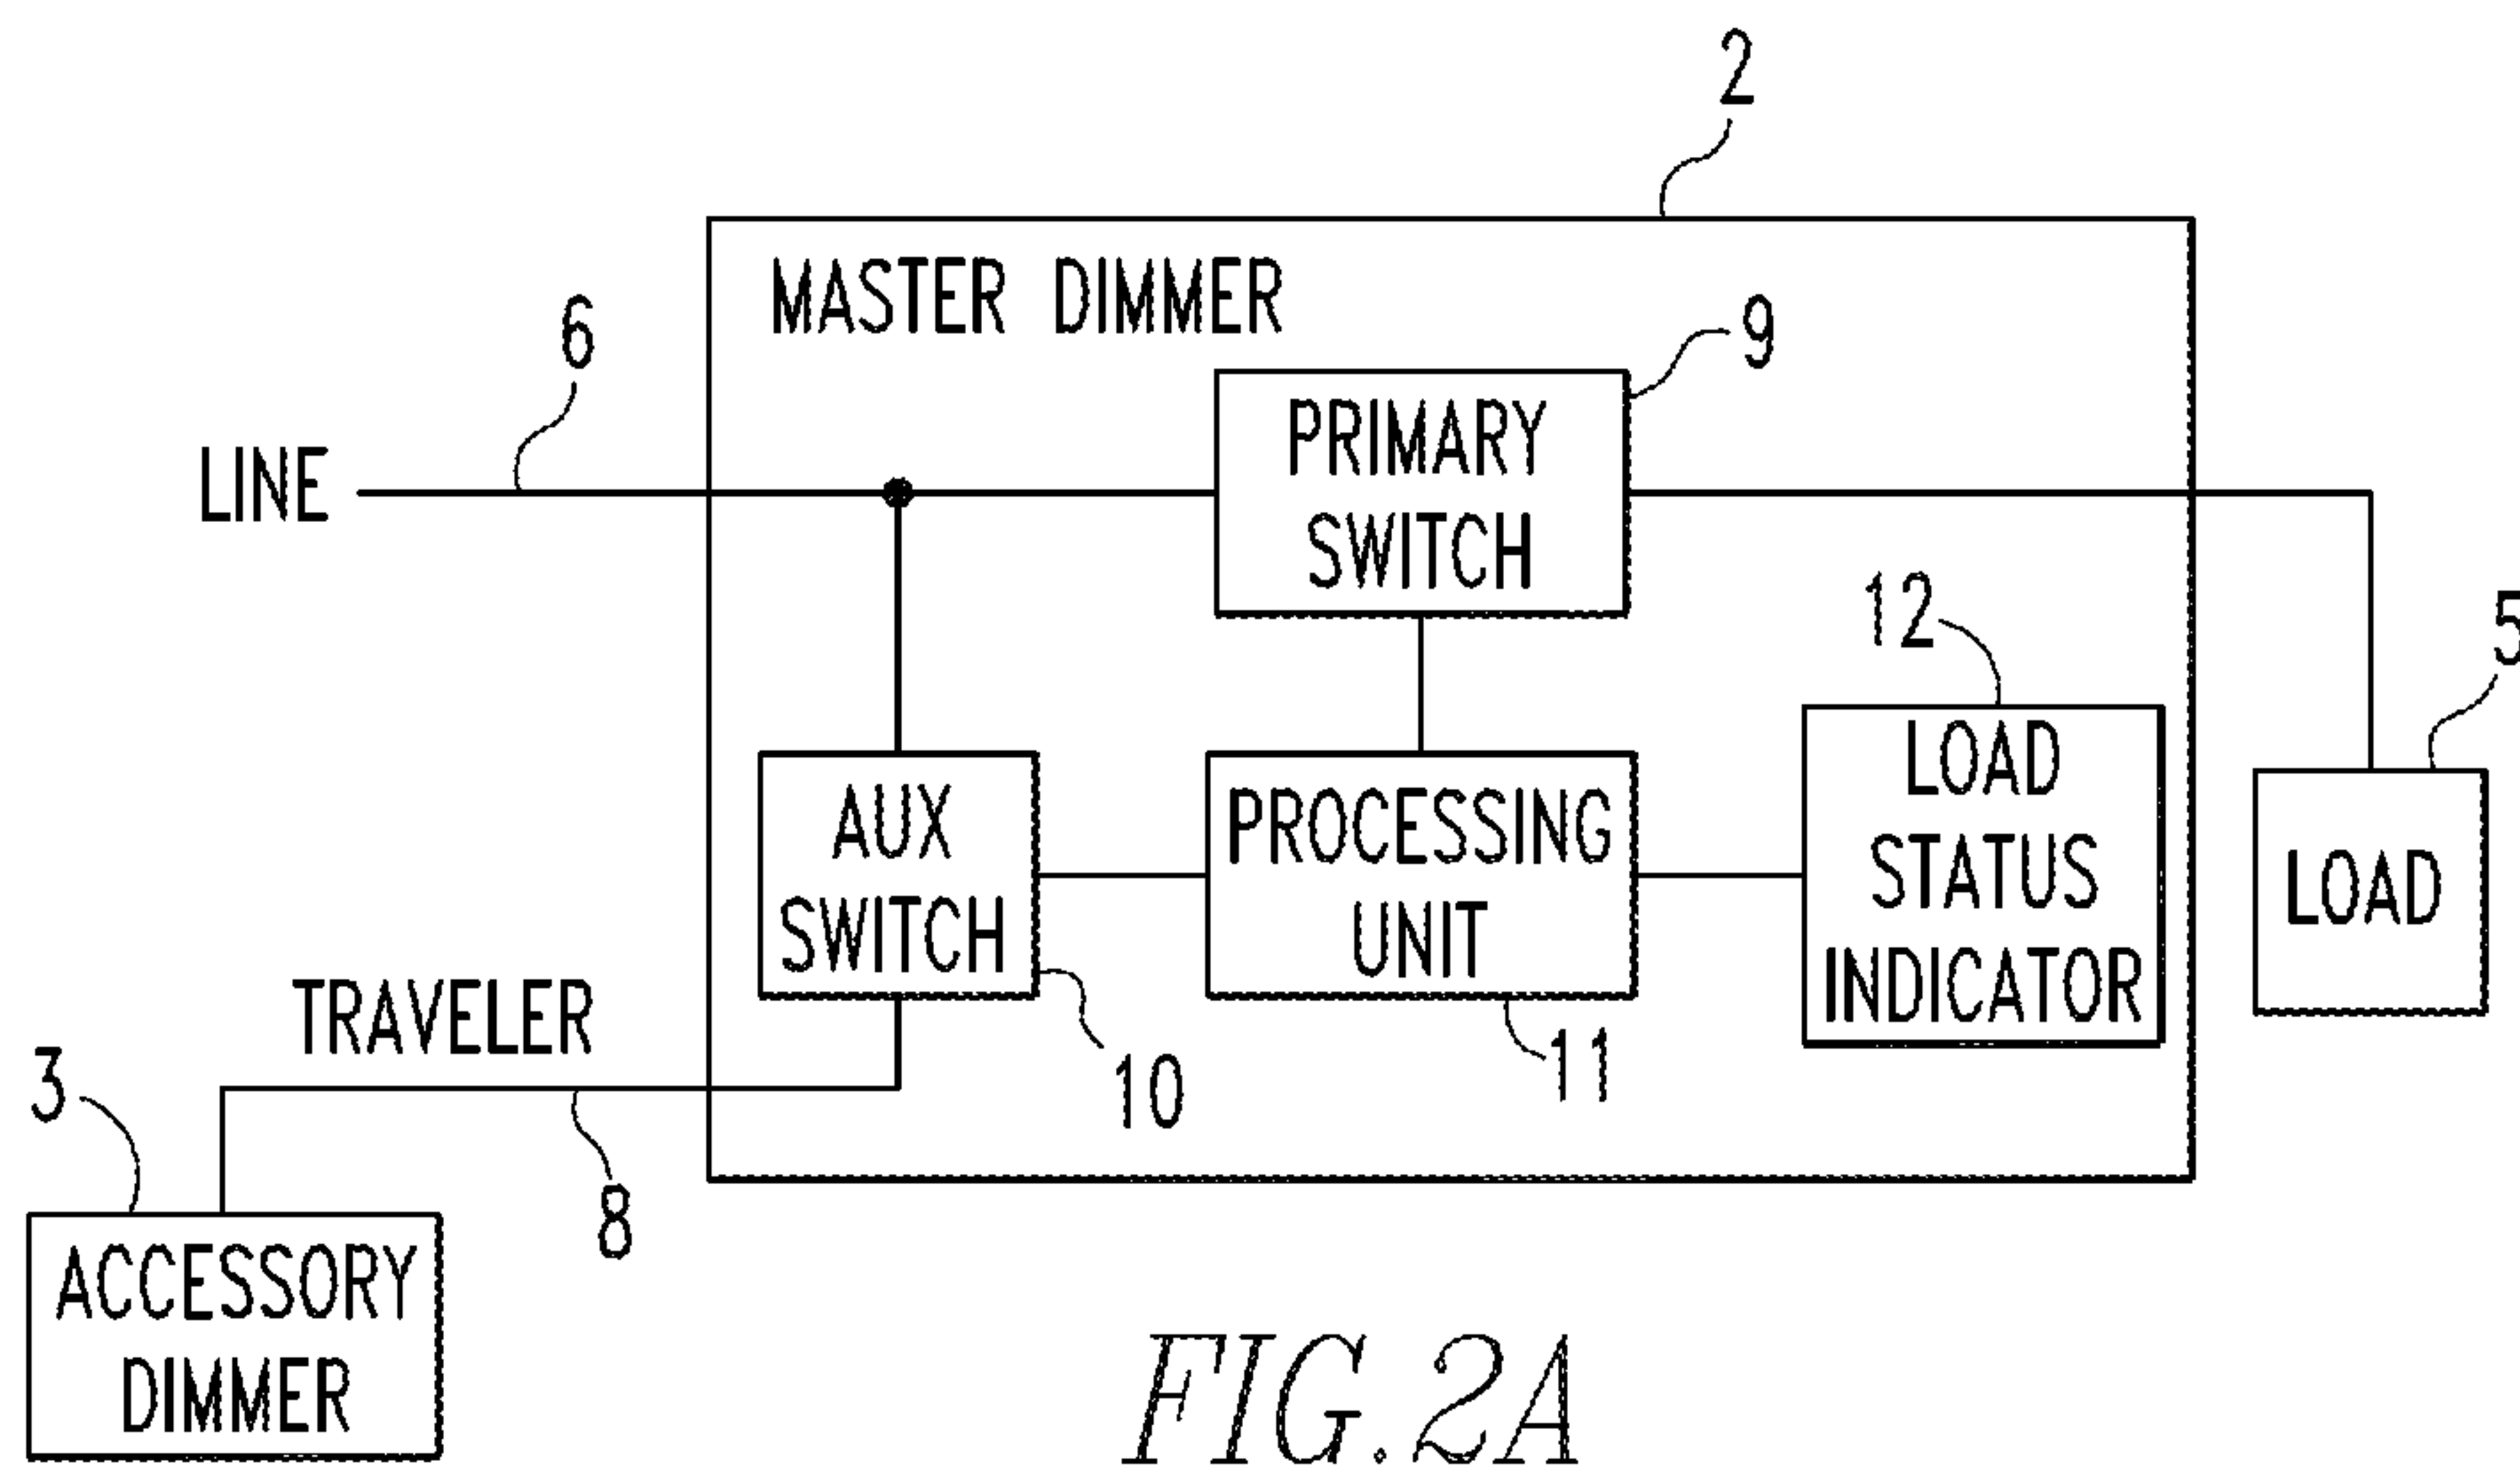 2
MASTER DIMMER
6
9
LINE
PRIMARY
SWITCH
12
5
AUX
SWITCH
PROCESSING
UNIT
LOAD
STATUS
INDICATOR
LOAD
TRAVELER
3
10
11
8
ACCESSORY
DIMMER
FIG. 2A